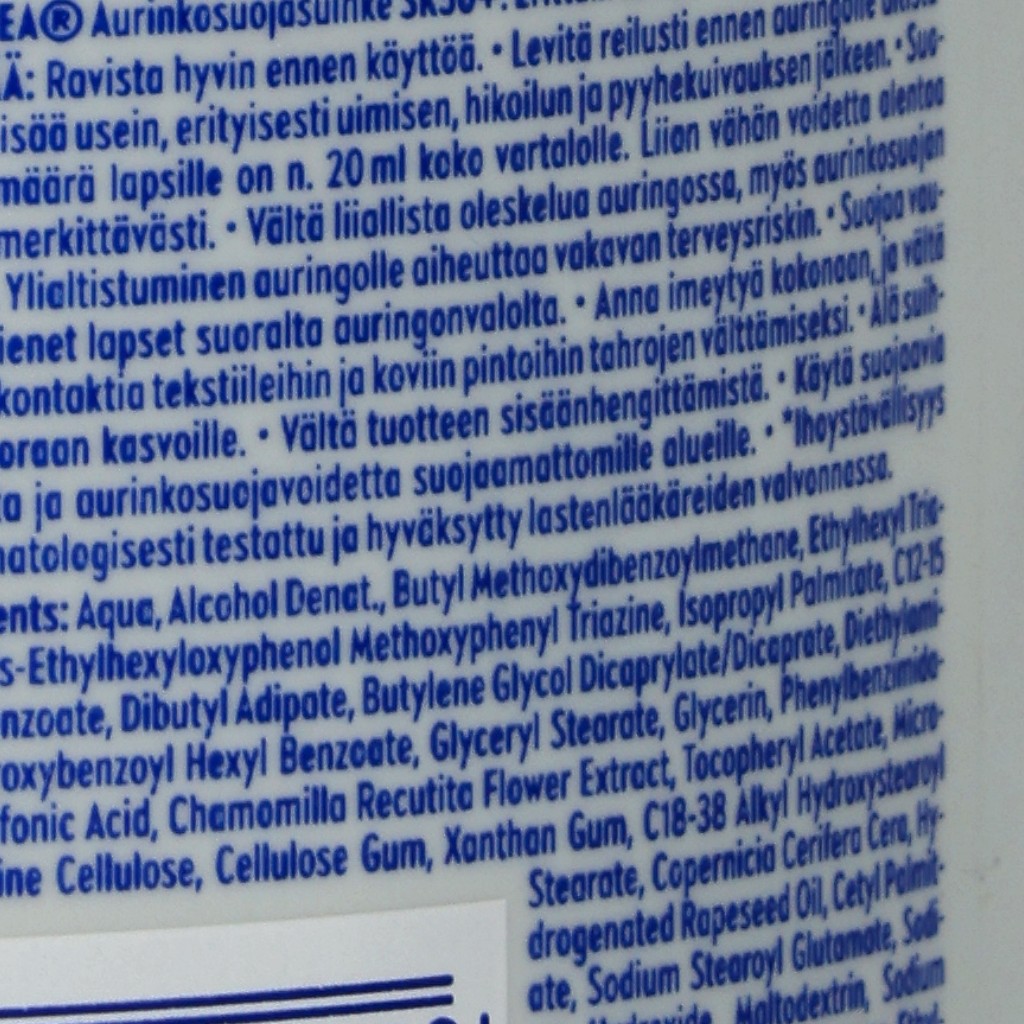 EA® Aurinkosuojasuihke SK50+.
Ä: Ravista hyvin ennen käyttöä. • Levitä reilusti ennen auringolle
isää usein, erityisesti uimisen, hikoilun ja pyyhekuivauksen jälkeen. • Suo-
määrä lapsille on n. 20 ml koko vartalolle. Liian vähän voidetta alentaa
merkittävästi. • Vältä liiallista oleskelua auringossa, myös aurinkosuojan
Ylialtistuminen auringolle aiheuttaa vakavan terveysriskin. • Suojaa vau-
ienet lapset suoralta auringonvalolta. • Anna imeytyä kokonaan, ja vältä
kontaktia tekstiileihin ja koviin pintoihin tahrojen välttämiseksi. • Älä suih-
oraan kasvoille. • Vältä tuotteen sisäänhengittämistä. • Käytä suojaavia
ta ja aurinkosuojavoidetta suojaamattomille alueille. • *Ihoystävällisyys
matologisesti testattu ja hyväksytty lastenlääkäreiden valvonnassa.
ents: Aqua, Alcohol Denat., Butyl Methoxydibenzoylmethane, Ethylhexyl Tria-
s-Ethylhexyloxyphenol Methoxyphenyl Triazine, Isopropyl Palmitate, C12-15
nzoate, Dibutyl Adipate, Butylene Glycol Dicaprylate/Dicaprate, Diethylami-
oxybenzoyl Hexyl Benzoate, Glyceryl Stearate, Glycerin, Phenylbenzimida-
fonic Acid, Chamomilla Recutita Flower Extract, Tocopheryl Acetate, Micro-
ine Cellulose, Cellulose Gum, Xanthan Gum, C18-38 Alkyl Hydroxystearoyl
Stearate, Copernicia Cerifera Cera, Hy-
drogenated Rapeseed Oil, Cetyl Palmit-
ate, Sodium Stearoyl Glutamate, Sodi-
Maltodextrin, Sodium